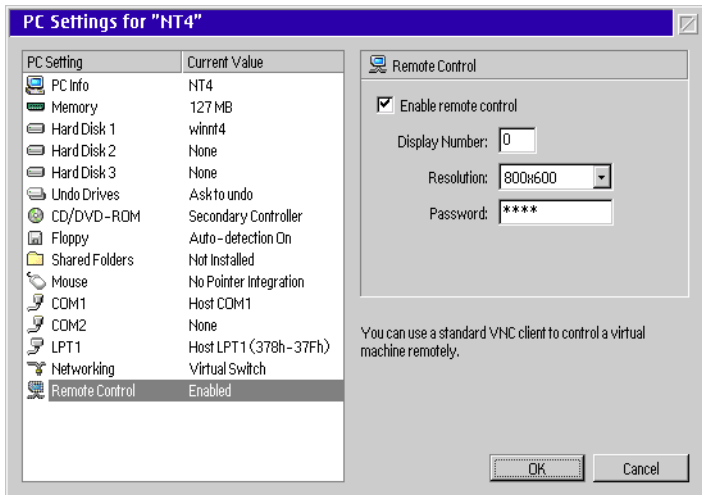 PC Settings for "NT4"
PC Setting Current Value
PC Info NT4
Memory 127 MB
Hard Disk 1 winnt4
Hard Disk 2 None
Hard Disk 3 None
Undo Drives Ask to undo
CD/DVD-ROM Secondary Controller
Floppy Auto-detection On
Shared Folders Not Installed
Mouse No Pointer Integration
COM1 Host COM1
COM2 None
LPT1 Host LPT1 (378h-37Fh)
Networking Virtual Switch
Remote Control Enabled
Remote Control
Enable remote control
Display Number: 0
Resolution: 800x600
Password: ****
You can use a standard VNC client to control a virtual
machine remotely.
OK Cancel